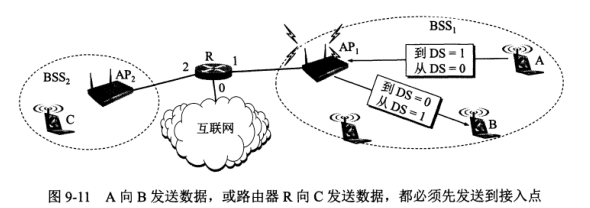 BSS₁
R
2
1
AP₁
到 DS = 1
从 DS = 0
A
BSS₂
AP₂
0
到 DS = 0
从 DS = 1
C
互联网
B
图 9-11 A 向 B 发送数据，或路由器 R 向 C 发送数据，都必须先发送到接入点